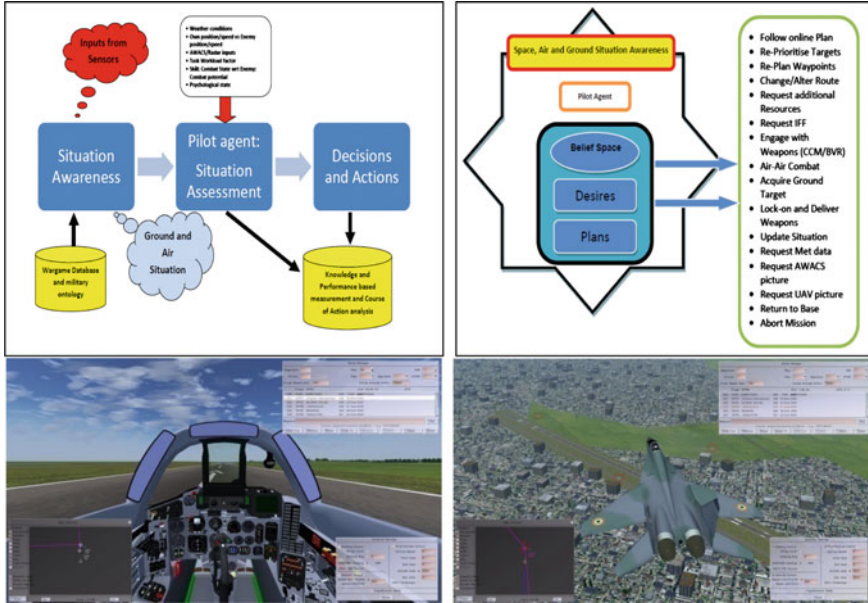 Inputs from
Sensors
• Weather conditions
• Own position/speed vs Enemy
position/speed
• AWACS/Radar inputs
• Task Workload factor
• Skill: Combat State wrt Enemy:
Combat potential
• Psychological state
Situation
Awareness
Pilot agent:
Situation
Assessment
Decisions
and Actions
Ground and
Air
Situation
Wargame Database
and military
ontology
Knowledge and
Performance based
measurement and Course
of Action analysis
Space, Air and Ground Situation Awareness
Pilot Agent
Belief Space
Desires
Plans
• Follow online Plan
• Re-Prioritise Targets
• Re-Plan Waypoints
• Change/Alter Route
• Request additional
Resources
• Request IFF
• Engage with
Weapons (CCM/BVR)
• Air-Air Combat
• Acquire Ground
Target
• Lock-on and Deliver
Weapons
• Update Situation
• Request Met data
• Request AWACS
picture
• Request UAV picture
• Return to Base
• Abort Mission